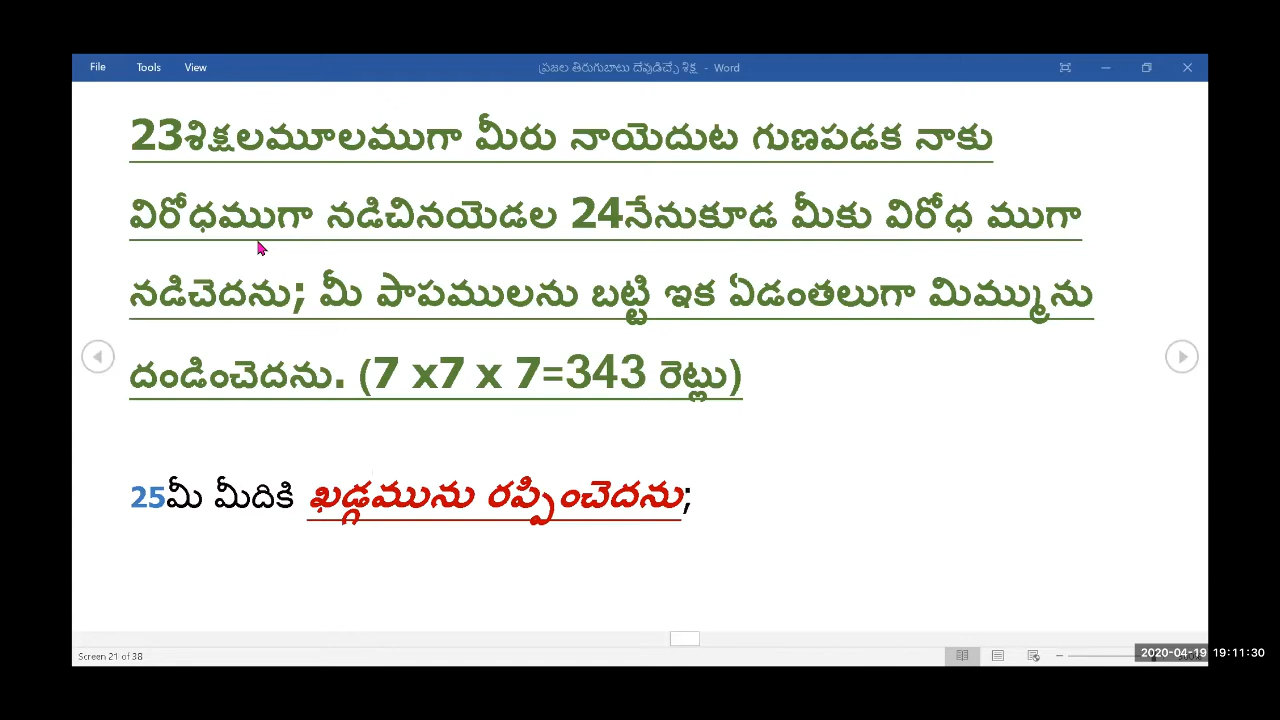 File Tools View ప్రజల తిరుగుబాటు దేవుడిచ్చే శిక్ష - Word
23శిక్షలమూలముగా మీరు నాయెదుట గుణపడక నాకు
విరోధముగా నడిచినయెడల 24నేనుకూడ మీకు విరోధ ముగా
నడిచెదను; మీ పాపములను బట్టి ఇక ఏడంతలుగా మిమ్మును
దండించెదను. (7 x7 x 7=343 రెట్లు)
25మీ మీదికి ఖడ్గమును రప్పించెదను;
Screen 21 of 38
2020-04-19 19:11:30